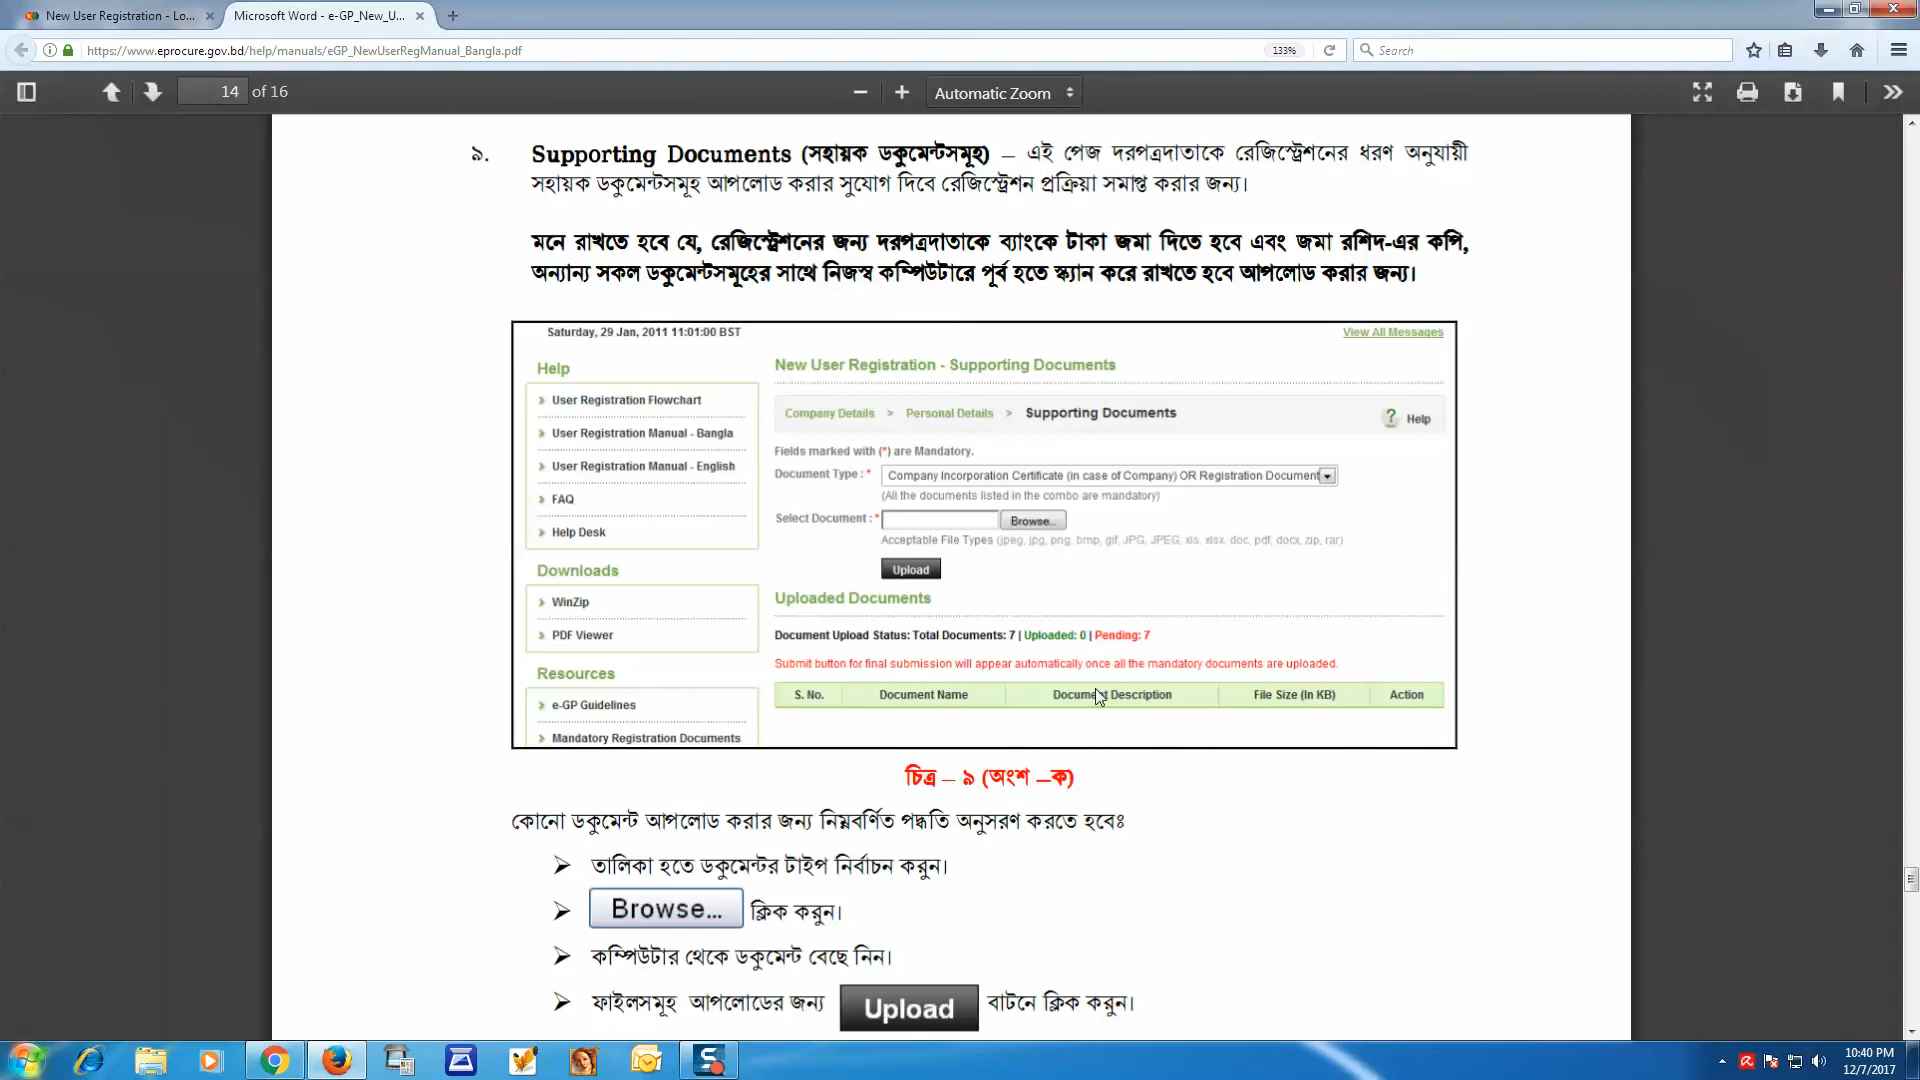 New User Registration - Lo...
Microsoft Word - e-GP_New_U...
https://www.eprocure.gov.bd/help/manuals/eGP_NewUserRegManual_Bangla.pdf
133%
Search
14 of 16
Automatic Zoom
৯. Supporting Documents (সহায়ক ডকুমেন্টসমূহ) – এই পেজ দরপত্রদাতাকে রেজিস্ট্রেশনের ধরণ অনুযায়ী
সহায়ক ডকুমেন্টসমূহ আপলোড করার সুযোগ দিবে রেজিস্ট্রেশন প্রক্রিয়া সমাপ্ত করার জন্য।
মনে রাখতে হবে যে, রেজিস্ট্রেশনের জন্য দরপত্রদাতাকে ব্যাংকে টাকা জমা দিতে হবে এবং জমা রশিদ-এর কপি,
অন্যান্য সকল ডকুমেন্টসমূহের সাথে নিজস্ব কম্পিউটারে পূর্ব হতে স্ক্যান করে রাখতে হবে আপলোড করার জন্য।
Saturday, 29 Jan, 2011 11:01:00 BST
View All Messages
Help
User Registration Flowchart
User Registration Manual - Bangla
User Registration Manual - English
FAQ
Help Desk
Downloads
WinZip
PDF Viewer
Resources
e-GP Guidelines
Mandatory Registration Documents
New User Registration - Supporting Documents
Company Details > Personal Details > Supporting Documents
? Help
Fields marked with (*) are Mandatory.
Document Type : * Company Incorporation Certificate (in case of Company) OR Registration Document
(All the documents listed in the combo are mandatory)
Select Document : * Browse...
Acceptable File Types (jpeg, jpg, png, bmp, gif, JPG, JPEG, xls, xlsx, doc, pdf, docx, zip, rar)
Upload
Uploaded Documents
Document Upload Status: Total Documents: 7 | Uploaded: 0 | Pending: 7
Submit button for final submission will appear automatically once all the mandatory documents are uploaded.
S. No. Document Name Document Description File Size (In KB) Action
চিত্র – ৯ (অংশ –ক)
কোনো ডকুমেন্ট আপলোড করার জন্য নিম্নবর্ণিত পদ্ধতি অনুসরণ করতে হবেঃ
➢ তালিকা হতে ডকুমেন্টর টাইপ নির্বাচন করুন।
➢ Browse... ক্লিক করুন।
➢ কম্পিউটার থেকে ডকুমেন্ট বেছে নিন।
➢ ফাইলসমূহ আপলোডের জন্য Upload বাটনে ক্লিক করুন।
10:40 PM
12/7/2017